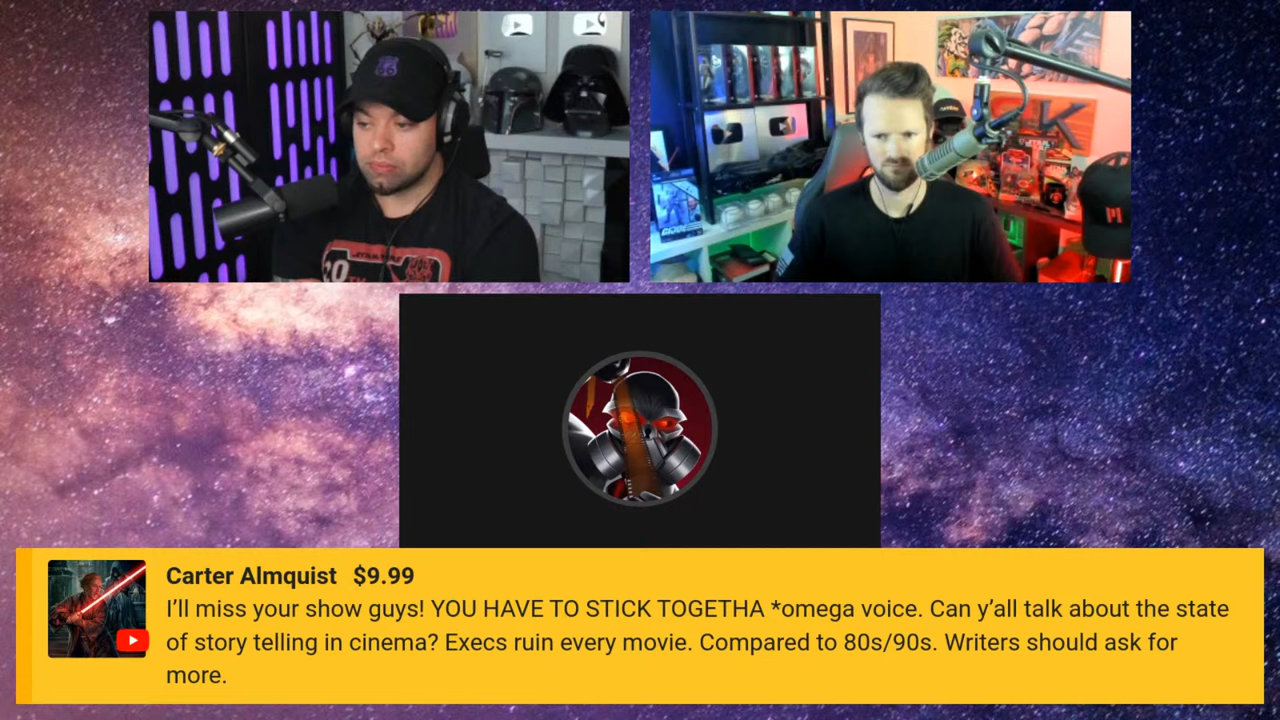 STAR WARS
Carter Almquist $9.99
I’ll miss your show guys! YOU HAVE TO STICK TOGETHA *omega voice. Can y’all talk about the state
of story telling in cinema? Execs ruin every movie. Compared to 80s/90s. Writers should ask for
more.